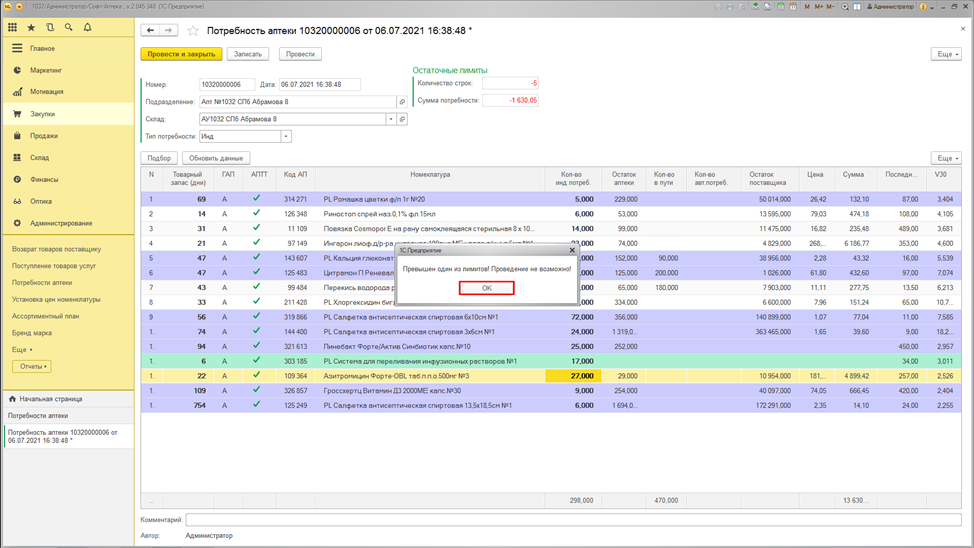 1032/Администратор/Софт-Аптека:, v.2.045.348 (1С:Предприятие)
M M+ M-
Администратор
Главное
Маркетинг
Мотивация
Закупки
Продажи
Склад
Финансы
Оптика
Администрирование
Возврат товаров поставщику
Поступление товаров услуг
Потребности аптеки
Установка цен номенклатуры
Ассортиментный план
Бренд марка
Еще
Отчеты
Начальная страница
Потребности аптеки
Потребность аптеки 10320000006 от
06.07.2021 16:38:48 *
Потребность аптеки 10320000006 от 06.07.2021 16:38:48 *
Провести и закрыть Записать Провести Еще
Остаточные лимиты
Номер: 10320000006 Дата: 06.07.2021 16:38:48 Количество строк: -5
Подразделение: Апт №1032 СПб Абрамова 8 Сумма потребности: -1 630,05
Склад: АУ1032 СПб Абрамова 8
Тип потребности: Инд
Подбор Обновить данные Еще
N Товарный запас (дни) ГАП АПТТ Код АП Номенклатура Кол-во инд.потреб. Остаток аптеки Кол-во в пути Кол-во авт.потреб. Остаток поставщика Цена Сумма Последн... V30
1 69 A 314 271 PL Ромашка цветки ф/п 1г №20 5,000 229,000 50 014,000 26,42 132,10 87,00 3,404
2 14 A 126 348 Риностоп спрей наз.0,1% фл.15мл 6,000 53,000 13 595,000 79,03 474,18 108,00 4,105
3 31 A 11 109 Повязка Cosmopor E на рану самоклеящаяся стерильная 8 х 10... 14,000 99,000 11 475,000 16,82 235,48 489,00 3,681
4 21 A 97 149 Ингарон лиоф.д/р-ра 74,000 4 829,000 268,... 6 186,77 353,00 4,600
5 47 A 143 607 PL Кальция глюконат 152,000 90,000 38 956,000 2,28 43,32 16,00 5,539
6 47 A 122 583 Цитрамон П Реневал 125,000 200,000 1 026,000 61,80 432,60 97,00 7,074
7 43 A 99 484 Перекись водорода 65,000 180,000 7 903,000 11,11 277,75 13,50 6,213
8 33 A 211 428 PL Хлоргексидин биг 334,000 6 600,000 7,96 151,24 65,00 10,7...
9 56 A 319 866 PL Салфетка антисептическая спиртовая 6х10см №1 72,000 356,000 140 899,000 1,07 77,04 11,00 7,585
1. 74 A 144 400 PL Салфетка антисептическая спиртовая 3х6см №1 24,000 1 319,0... 363 465,000 1,65 39,60 9,00 18,2...
1. 94 A 321 613 Пинебакт Форте/Актив Синбиотик капс.№10 25,000 252,000 450,00 2,957
1. 6 A 303 185 PL Система для переливания инфузионных растворов №1 17,000 34,00 3,011
1. 22 A 109 364 Азитромицин Форте-OBL таб.п.п.о.500мг №3 27,000 29,000 10 954,000 181,... 4 899,42 257,00 2,526
1. 109 A 326 857 Гроссхертц Витамин Д3 2000МЕ капс.№30 9,000 254,000 40 097,000 74,05 666,45 420,00 2,404
1. 754 A 125 249 PL Салфетка антисептическая спиртовая 13,5х18,5см №1 6,000 1 694,0... 172 291,000 2,35 14,10 24,00 2,255
1С:Предприятие
Превышен один из лимитов! Проведение не возможно!
OK
... 298,000 470,000 13 630...
Комментарий:
Автор: Администратор